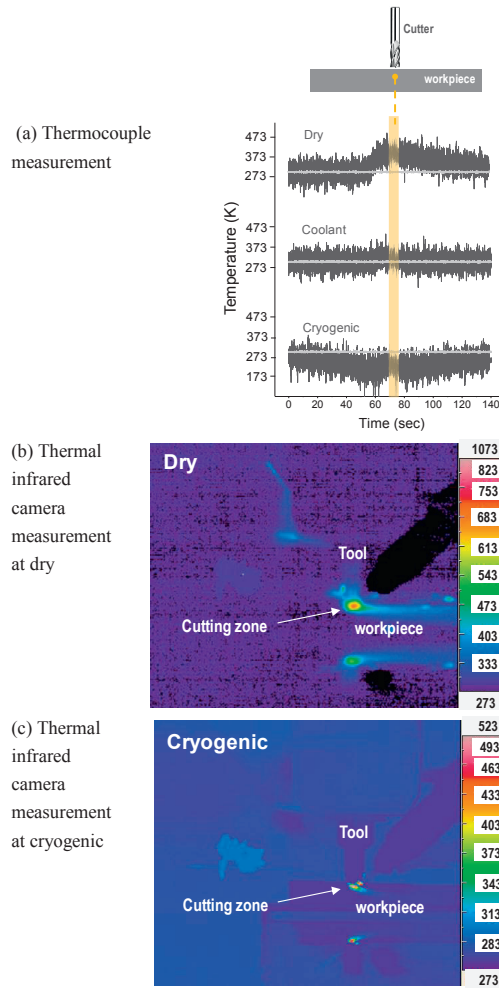 Cutter
workpiece
(a) Thermocouple
measurement
Temperature (K)
Dry
473
373
273
Coolant
473
373
273
Cryogenic
473
373
273
173
0 20 40 60 80 100 120 140
Time (sec)
(b) Thermal
infrared
camera
measurement
at dry
Dry
Tool
Cutting zone
workpiece
1073
823
753
683
613
543
473
403
333
273
(c) Thermal
infrared
camera
measurement
at cryogenic
Cryogenic
Tool
Cutting zone
workpiece
523
493
463
433
403
373
343
313
283
273